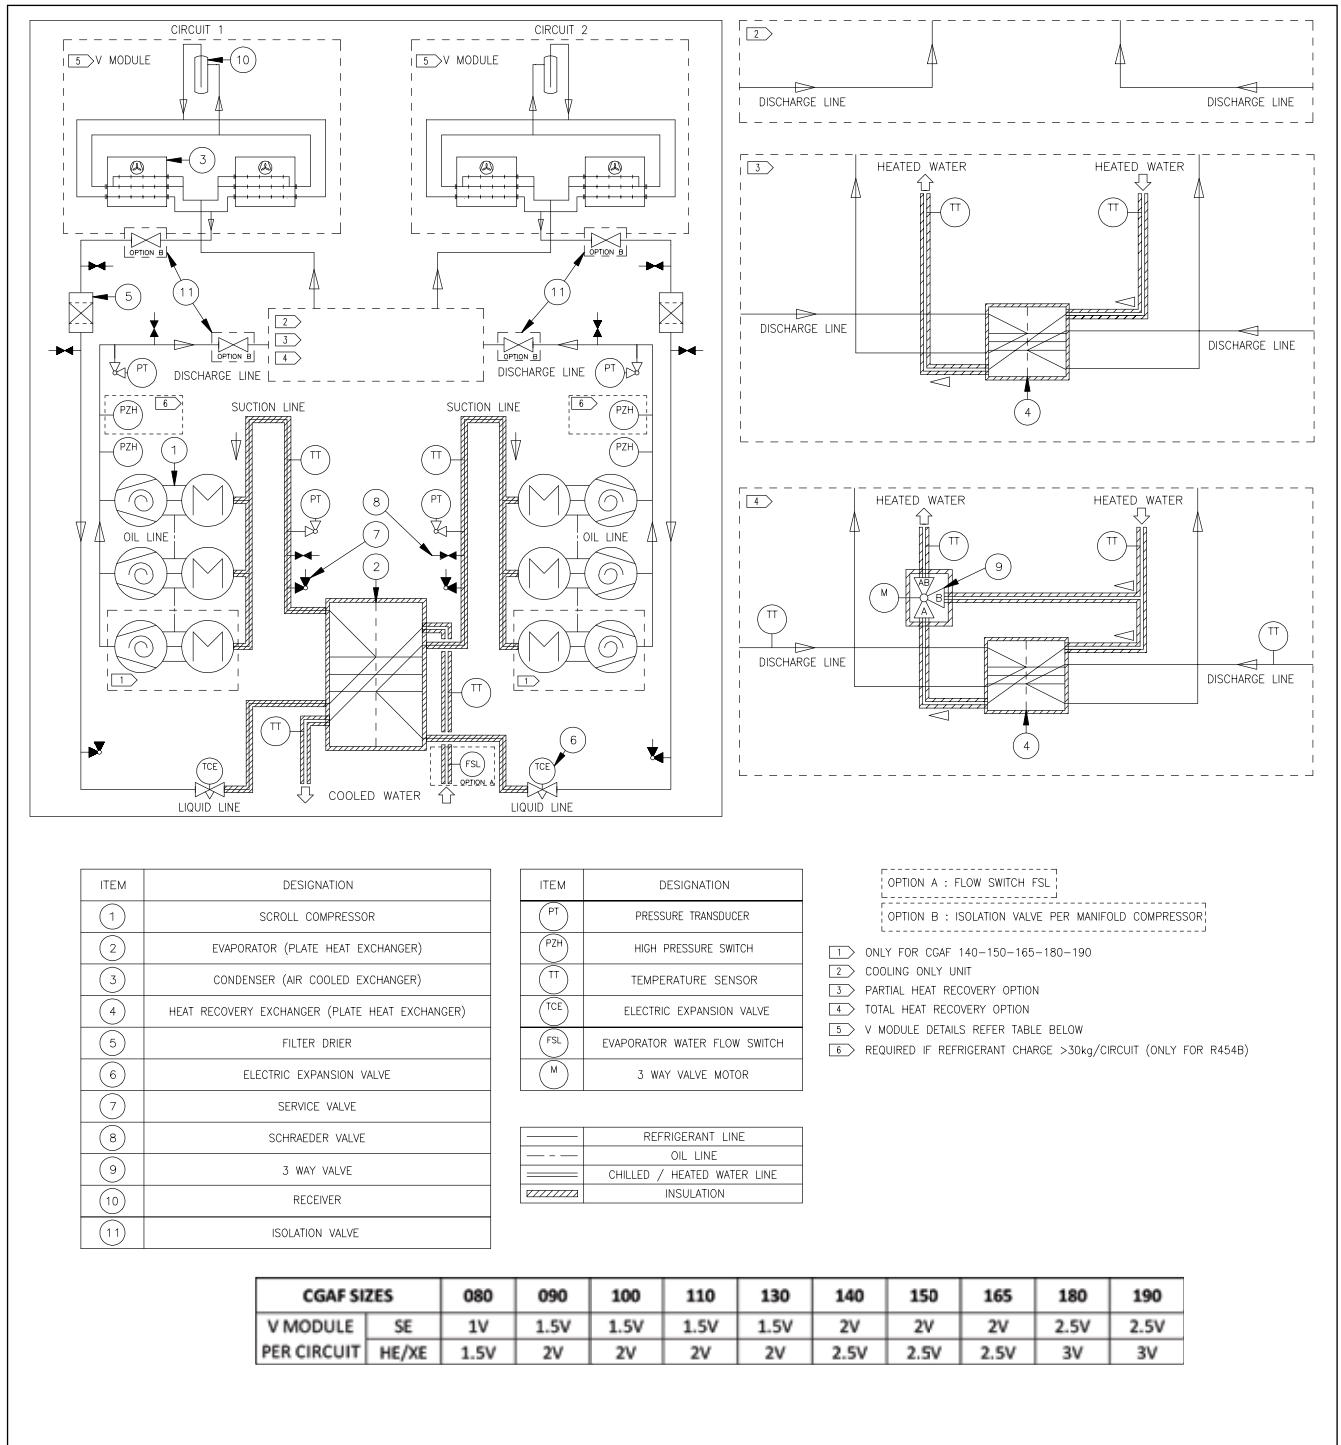 CIRCUIT 1
CIRCUIT 2
5 V MODULE
10
3
5 V MODULE
OPTION B
OPTION B
5
11
11
2
3
4
OPTION B
OPTION B
DISCHARGE LINE
DISCHARGE LINE
PT
PT
6
PZH
SUCTION LINE
SUCTION LINE
6
PZH
PZH
1
TT
TT
PZH
PT
PT
8
OIL LINE
7
OIL LINE
2
1
1
TT
TT
TCE
FSL
OPTION A
TCE
6
LIQUID LINE
COOLED WATER
LIQUID LINE
2
DISCHARGE LINE
DISCHARGE LINE
3
HEATED WATER
HEATED WATER
TT
TT
DISCHARGE LINE
DISCHARGE LINE
4
4
HEATED WATER
HEATED WATER
TT
TT
9
M
AB
B
A
TT
TT
DISCHARGE LINE
DISCHARGE LINE
4
ITEM DESIGNATION
1 SCROLL COMPRESSOR
2 EVAPORATOR (PLATE HEAT EXCHANGER)
3 CONDENSER (AIR COOLED EXCHANGER)
4 HEAT RECOVERY EXCHANGER (PLATE HEAT EXCHANGER)
5 FILTER DRIER
6 ELECTRIC EXPANSION VALVE
7 SERVICE VALVE
8 SCHRAEDER VALVE
9 3 WAY VALVE
10 RECEIVER
11 ISOLATION VALVE
ITEM DESIGNATION
PT PRESSURE TRANSDUCER
PZH HIGH PRESSURE SWITCH
TT TEMPERATURE SENSOR
TCE ELECTRIC EXPANSION VALVE
FSL EVAPORATOR WATER FLOW SWITCH
M 3 WAY VALVE MOTOR
REFRIGERANT LINE
OIL LINE
CHILLED / HEATED WATER LINE
INSULATION
OPTION A : FLOW SWITCH FSL
OPTION B : ISOLATION VALVE PER MANIFOLD COMPRESSOR
1 ONLY FOR CGAF 140-150-165-180-190
2 COOLING ONLY UNIT
3 PARTIAL HEAT RECOVERY OPTION
4 TOTAL HEAT RECOVERY OPTION
5 V MODULE DETAILS REFER TABLE BELOW
6 REQUIRED IF REFRIGERANT CHARGE >30kg/CIRCUIT (ONLY FOR R454B)
CGAF SIZES 080 090 100 110 130 140 150 165 180 190
V MODULE SE 1V 1.5V 1.5V 1.5V 1.5V 2V 2V 2V 2.5V 2.5V
PER CIRCUIT HE/XE 1.5V 2V 2V 2V 2V 2.5V 2.5V 2.5V 3V 3V